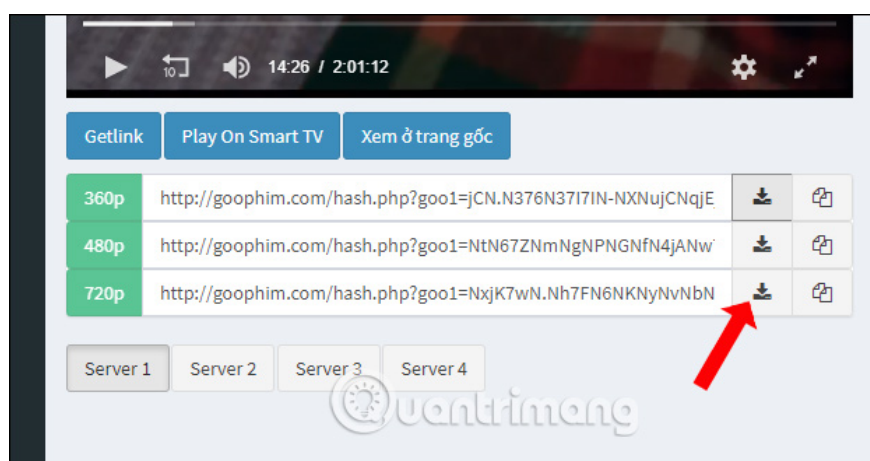 10 14:26 / 2:01:12
Getlink Play On Smart TV Xem ở trang gốc
360p http://goophim.com/hash.php?goo1=jCN.N376N37I7IN-NXNujCNqjE
480p http://goophim.com/hash.php?goo1=NtN67ZNmNgNPNGNfN4jANw
720p http://goophim.com/hash.php?goo1=NxjK7wN.Nh7FN6NKNyNvNbN
Server 1 Server 2 Server 3 Server 4
Quantrimang